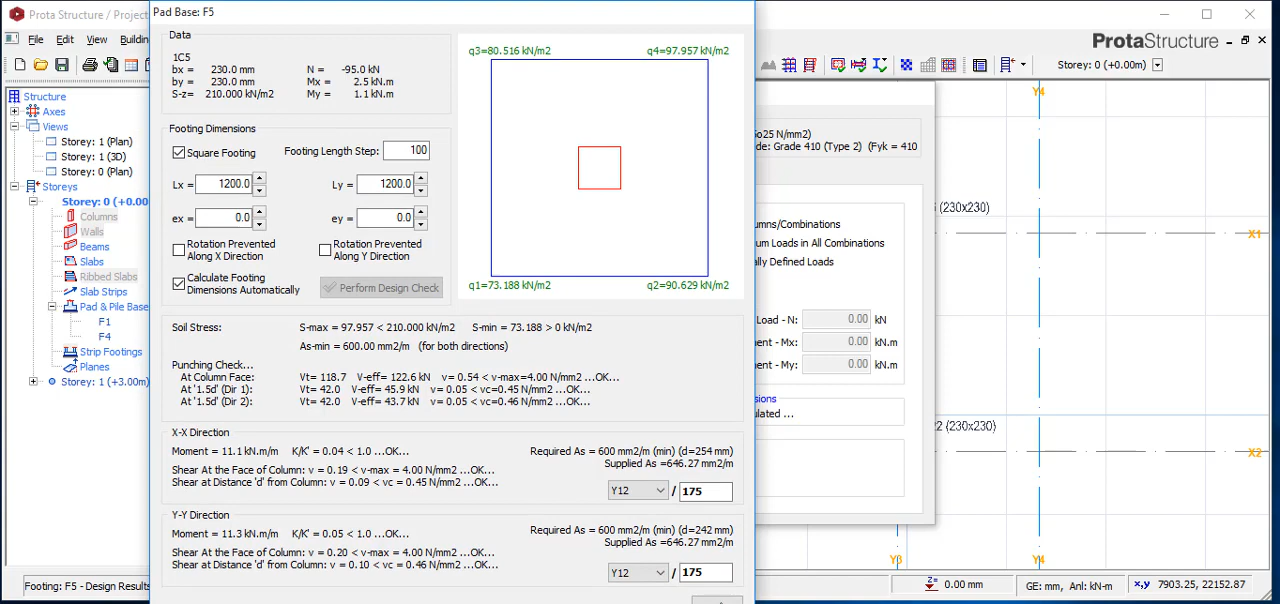 Prota Structure / Project
Pad Base: F5
File Edit View Buildin
ProtaStructure
Storey: 0 (+0.00m)
Structure
Axes
Views
Storey: 1 (Plan)
Storey: 1 (3D)
Storey: 0 (Plan)
Storeys
Storey: 0 (+0.00
Columns
Walls
Beams
Slabs
Ribbed Slabs
Slab Strips
Pad & Pile Base
F1
F4
Strip Footings
Planes
Storey: 1 (+3.00m)
Footing: F5 - Design Results
Data
1C5
bx = 230.0 mm N = -95.0 kN
by = 230.0 mm Mx = 2.5 kN.m
S-z= 210.000 kN/m2 My = 1.1 kN.m
Footing Dimensions
Square Footing Footing Length Step: 100
Lx = 1200.0 Ly = 1200.0
ex = 0.0 ey = 0.0
Rotation Prevented Along X Direction
Rotation Prevented Along Y Direction
Calculate Footing Dimensions Automatically
Perform Design Check
q3=80.516 kN/m2 q4=97.957 kN/m2
q1=73.188 kN/m2 q2=90.629 kN/m2
Soil Stress: S-max = 97.957 < 210.000 kN/m2 S-min = 73.188 > 0 kN/m2
As-min = 600.00 mm2/m (for both directions)
Punching Check...
At Column Face: Vt= 118.7 V-eff= 122.6 kN v= 0.54 < v-max=4.00 N/mm2 ...OK...
At '1.5d' (Dir 1): Vt= 42.0 V-eff= 45.9 kN v= 0.05 < vc=0.45 N/mm2 ...OK...
At '1.5d' (Dir 2): Vt= 42.0 V-eff= 43.7 kN v= 0.05 < vc=0.46 N/mm2 ...OK...
X-X Direction
Moment = 11.1 kN.m/m K/K' = 0.04 < 1.0 ...OK...
Required As = 600 mm2/m (min) (d=254 mm)
Supplied As =646.27 mm2/m
Shear At the Face of Column: v = 0.19 < v-max = 4.00 N/mm2 ...OK...
Shear at Distance 'd' from Column: v = 0.09 < vc = 0.45 N/mm2 ...OK...
Y12 / 175
Y-Y Direction
Moment = 11.3 kN.m/m K/K' = 0.05 < 1.0 ...OK...
Required As = 600 mm2/m (min) (d=242 mm)
Supplied As =646.27 mm2/m
Shear At the Face of Column: v = 0.20 < v-max = 4.00 N/mm2 ...OK...
Shear at Distance 'd' from Column: v = 0.10 < vc = 0.46 N/mm2 ...OK...
Y12 / 175
25 N/mm2)
de: Grade 410 (Type 2) (Fyk = 410
umns/Combinations
um Loads in All Combinations
ally Defined Loads
Load - N: 0.00 kN
ment - Mx: 0.00 kN.m
ment - My: 0.00 kN.m
sions
ulated ...
Y4
(230x230)
X1
2 (230x230)
X2
Y3 Y4
0.00 mm GE: mm, Anl: kN-m x,y 7903.25, 22152.87